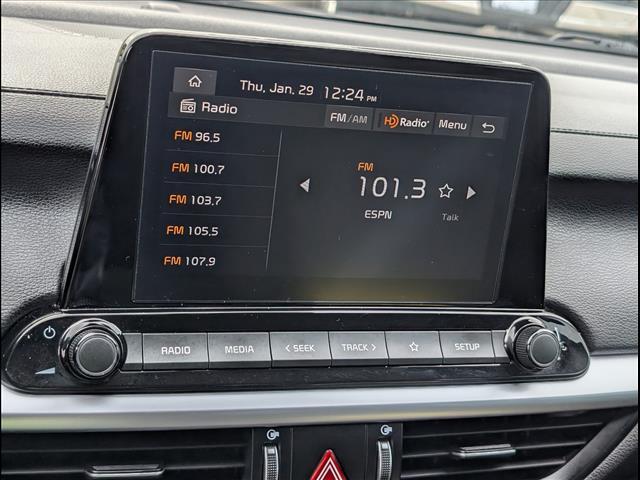 Thu, Jan. 29 12:24 PM
Radio FM/AM HD Radio Menu
FM 96.5
FM 100.7
FM 103.7
FM 105.5
FM 107.9
FM
101.3
ESPN Talk
RADIO MEDIA < SEEK TRACK > SETUP